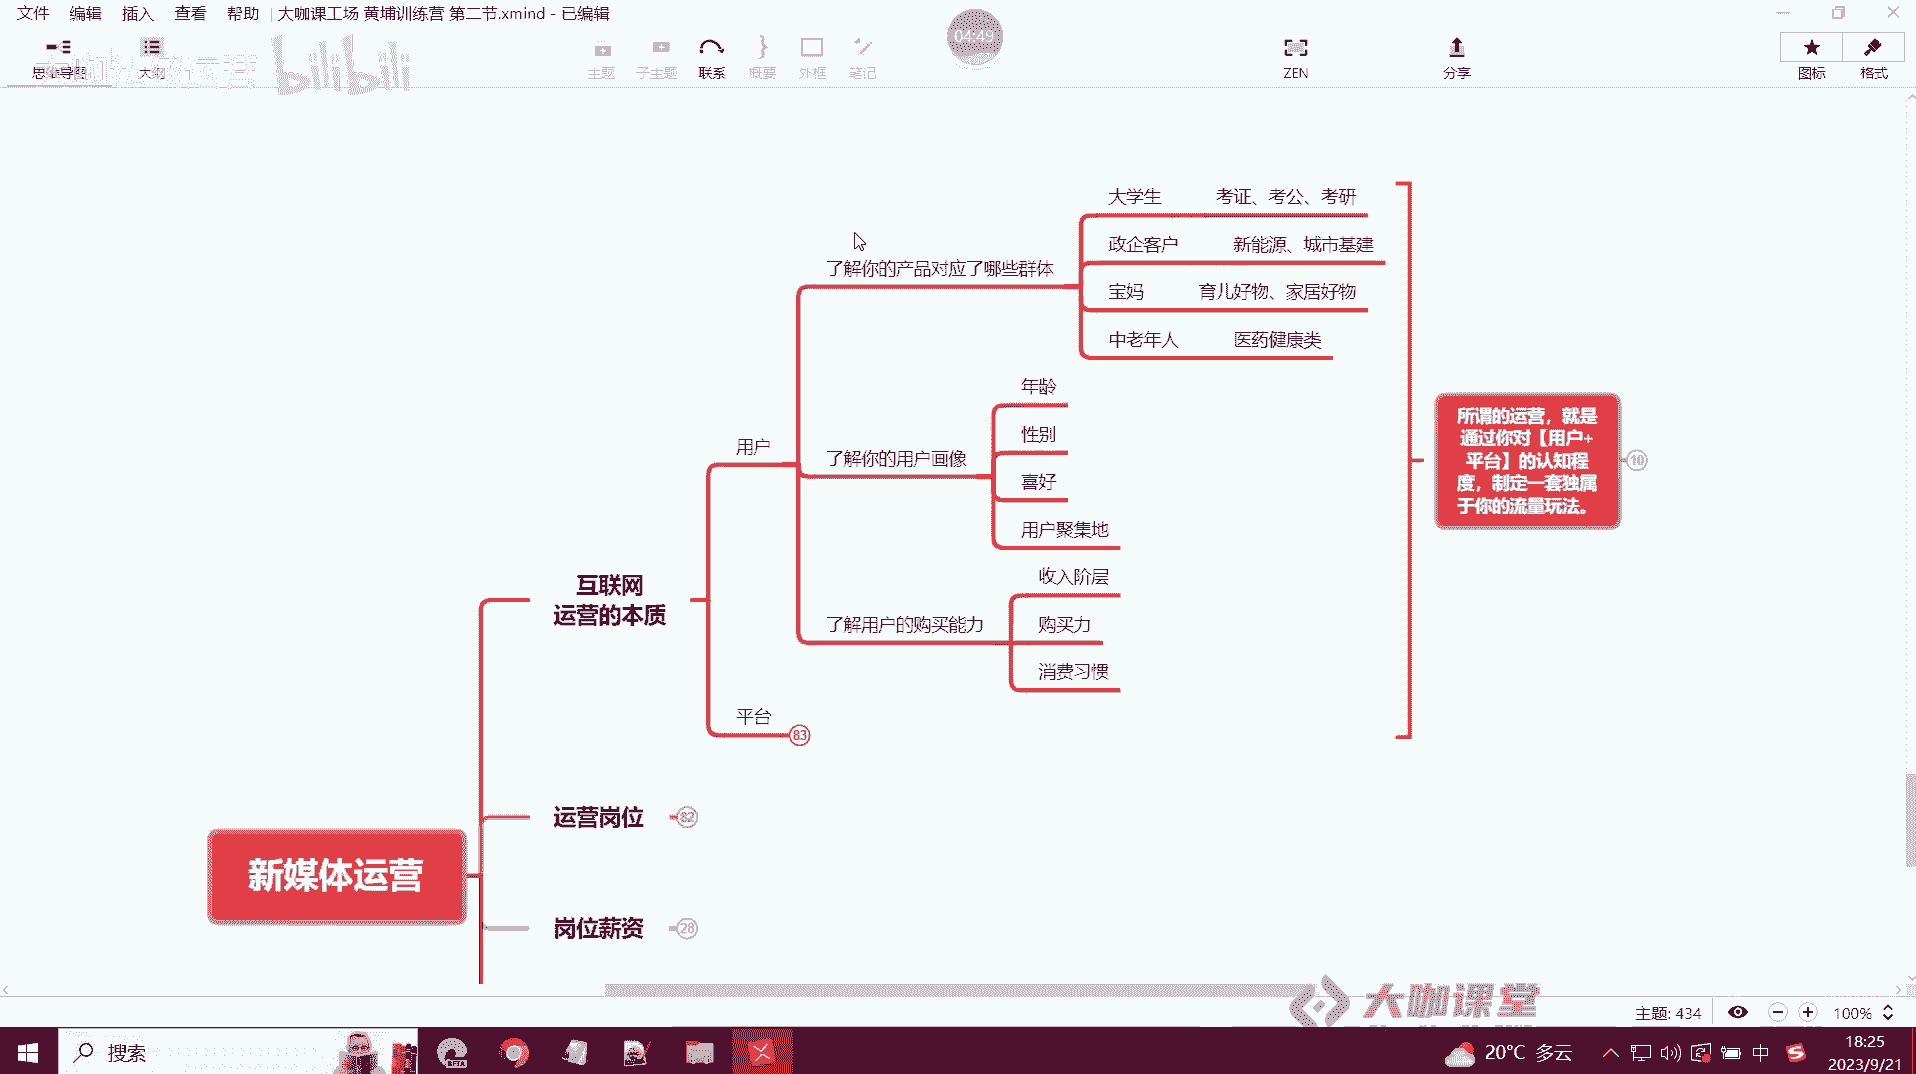 文件 编辑 插入 查看 帮助 大咖课工场 黄埔训练营 第二节.xmind - 已编辑
04:49
思维导图 大纲 主题 子主题 联系 概要 外框 笔记 ZEN 分享 图标 格式
bilibili
大学生 考证、考公、考研
政企客户 新能源、城市基建
宝妈 育儿好物、家居好物
中老年人 医药健康类
了解你的产品对应了哪些群体
年龄
性别
喜好
用户聚集地
了解你的用户画像
收入阶层
购买力
消费习惯
了解用户的购买能力
用户
平台 83
互联网
运营的本质
所谓的运营，就是
通过你对【用户+
平台】的认知程
度，制定一套独属
于你的流量玩法。
10
运营岗位 82
新媒体运营
岗位薪资 28
大咖课堂
主题: 434 100%
搜索
BETA
20°C 多云
中
18:25
2023/9/21